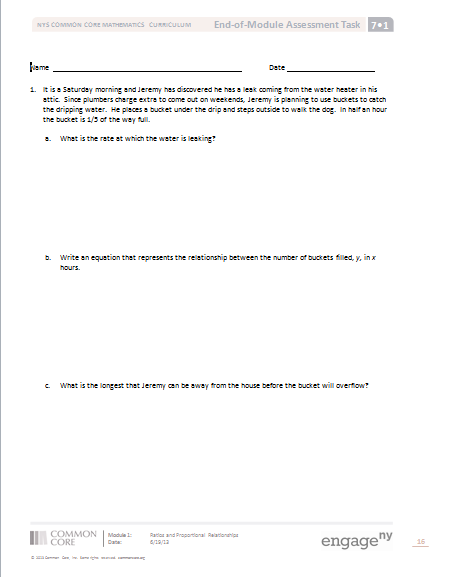 NYS COMMON CORE MATHEMATICS CURRICULUM End-of-Module Assessment Task 7•1
Name Date
1. It is a Saturday morning and Jeremy has discovered he has a leak coming from the water heater in his
attic. Since plumbers charge extra to come out on weekends, Jeremy is planning to use buckets to catch
the dripping water. He places a bucket under the drip and steps outside to walk the dog. In half an hour
the bucket is 1/5 of the way full.
a. What is the rate at which the water is leaking?
b. Write an equation that represents the relationship between the number of buckets filled, y, in x
hours.
c. What is the longest that Jeremy can be away from the house before the bucket will overflow?
COMMON
CORE
Module 1: Ratios and Proportional Relationships
Date: 6/13/13
engage ny
16
© 2013 Common Core, Inc. Some rights reserved. commoncore.org